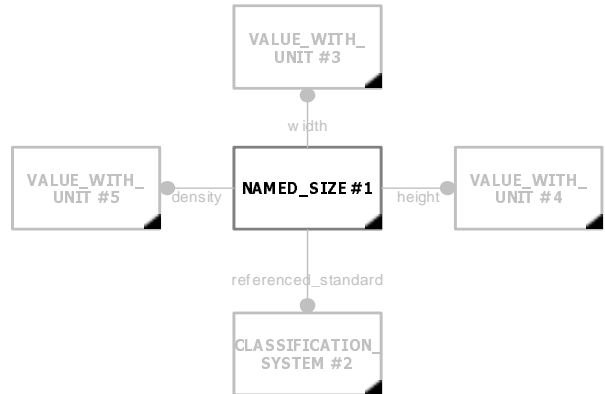 VALUE_WITH_
UNIT #3
width
VALUE_WITH_
UNIT #5
density
NAMED_SIZE #1
height
VALUE_WITH_
UNIT #4
referenced_standard
CLASSIFICATION_
SYSTEM #2